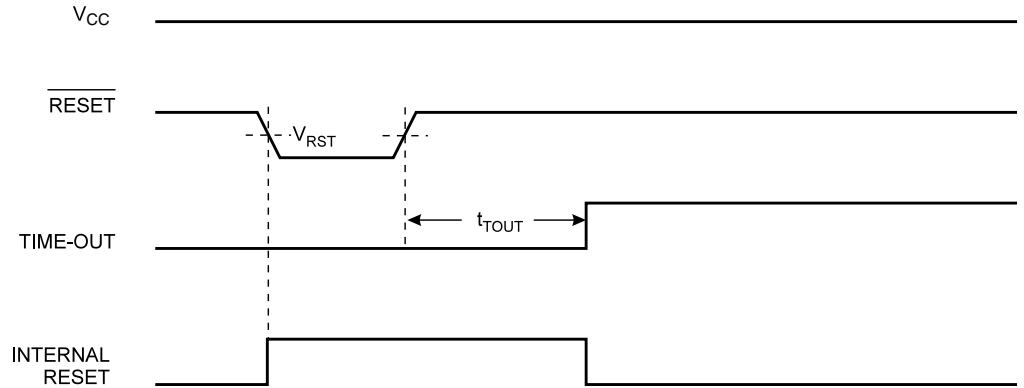 VCC
RESET
VRST
tTOUT
TIME-OUT
INTERNAL
RESET